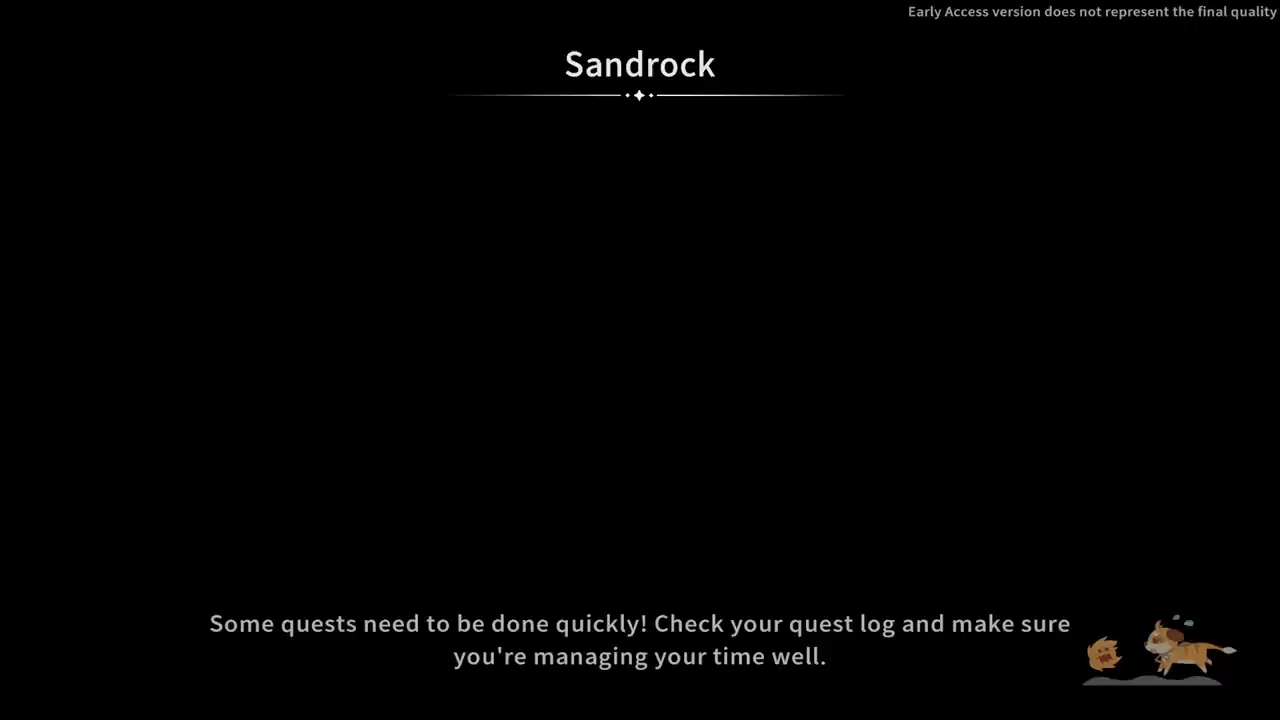 Early Access version does not represent the final quality
Sandrock
Some quests need to be done quickly! Check your quest log and make sure
you're managing your time well.